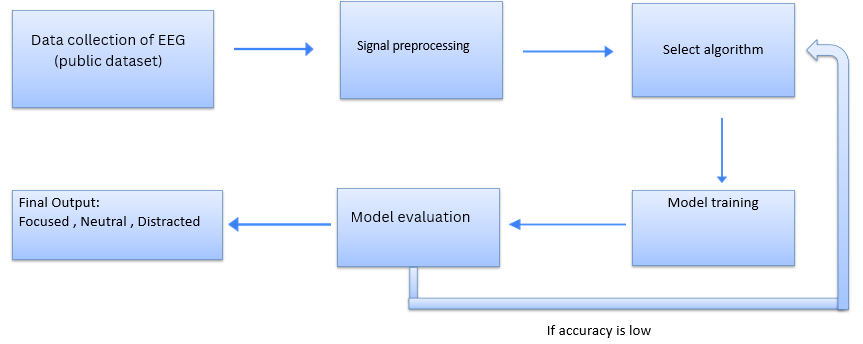 Data collection of EEG
(public dataset)
Signal preprocessing
Select algorithm
Model training
Model evaluation
Final Output:
Focused , Neutral , Distracted
If accuracy is low